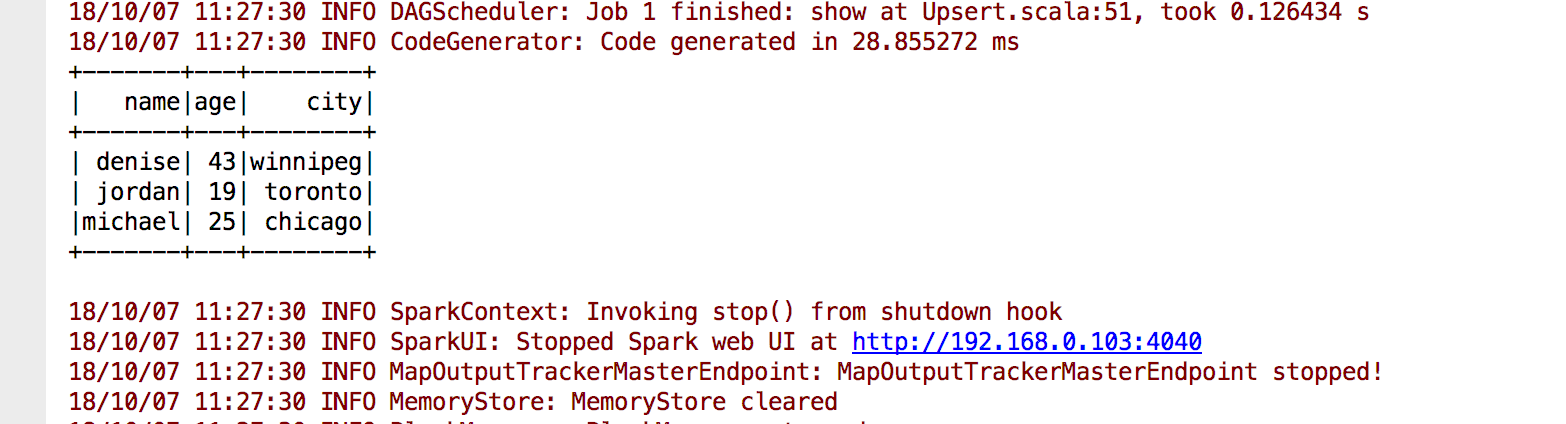 18/10/07 11:27:30 INFO DAGScheduler: Job 1 finished: show at Upsert.scala:51, took 0.126434 s
18/10/07 11:27:30 INFO CodeGenerator: Code generated in 28.855272 ms
+-------+---+--------+
|   name|age|    city|
+-------+---+--------+
| denise| 43|winnipeg|
| jordan| 19| toronto|
|michael| 25| chicago|
+-------+---+--------+
18/10/07 11:27:30 INFO SparkContext: Invoking stop() from shutdown hook
18/10/07 11:27:30 INFO SparkUI: Stopped Spark web UI at http://192.168.0.103:4040
18/10/07 11:27:30 INFO MapOutputTrackerMasterEndpoint: MapOutputTrackerMasterEndpoint stopped!
18/10/07 11:27:30 INFO MemoryStore: MemoryStore cleared